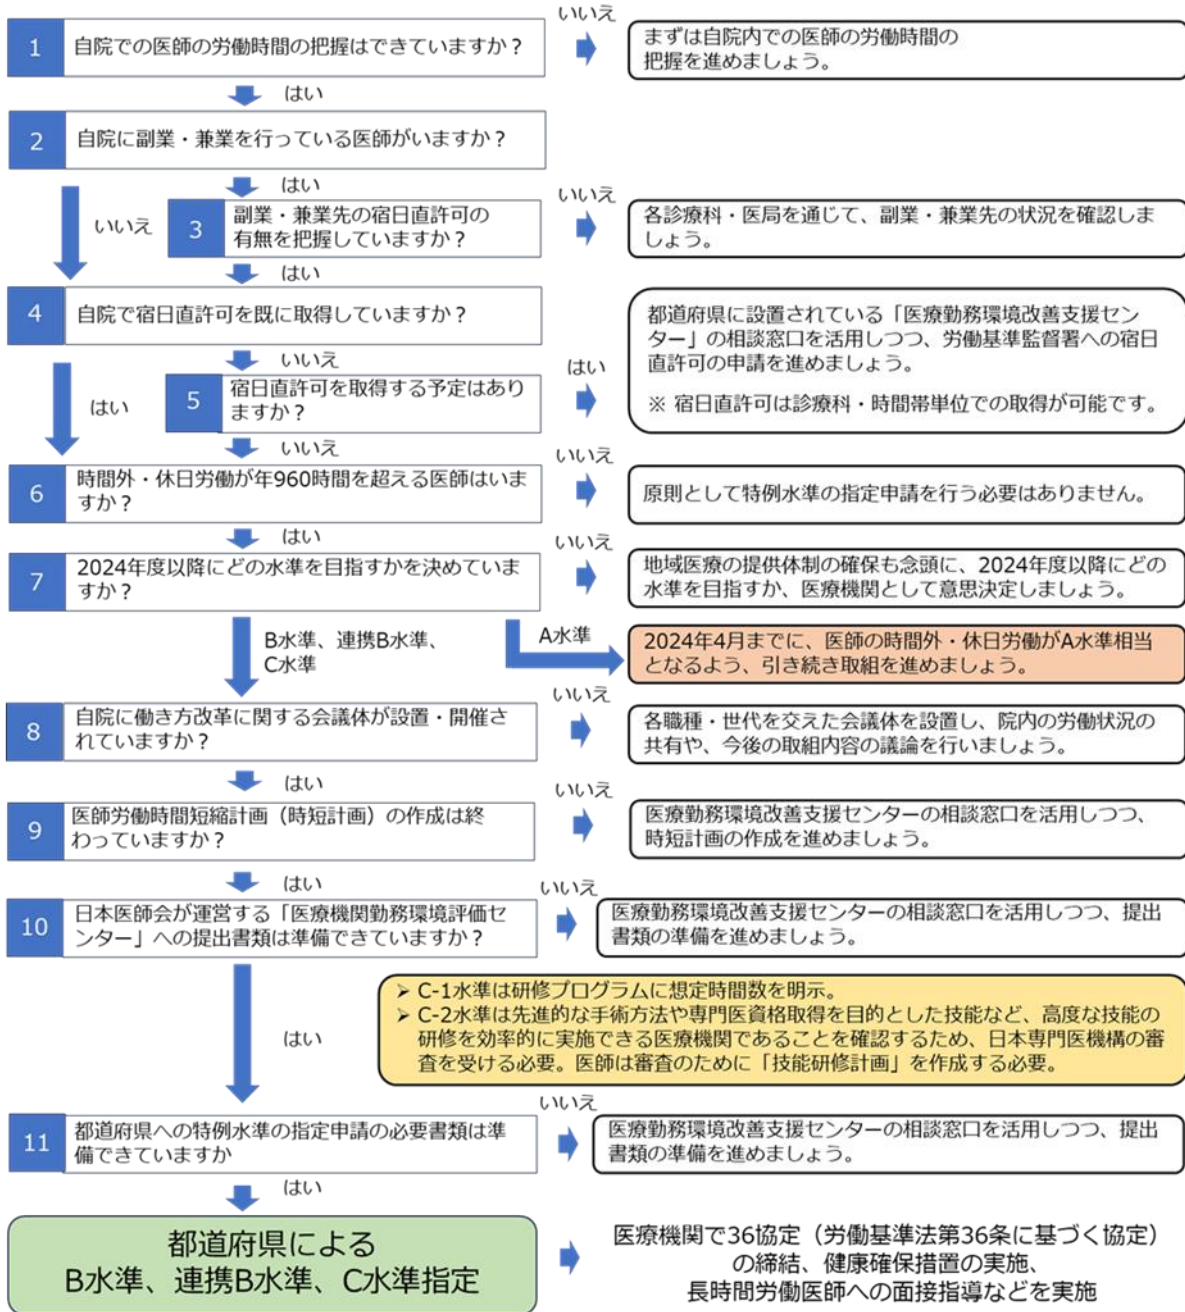 いいえ
1
自院での医師の労働時間の把握はできていますか？
まずは自院内での医師の労働時間の
把握を進めましょう。
はい
2
自院に副業・兼業を行っている医師がいますか？
はい
いいえ
いいえ
3
副業・兼業先の宿日直許可の
有無を把握していますか？
各診療科・医局を通じて、副業・兼業先の状況を確認しま
しょう。
はい
4
自院で宿日直許可を既に取得していますか？
いいえ
はい
5
宿日直許可を取得する予定はあり
ますか？
はい
都道府県に設置されている「医療勤務環境改善支援セン
ター」の相談窓口を活用しつつ、労働基準監督署への宿日
直許可の申請を進めましょう。
※ 宿日直許可は診療科・時間帯単位での取得が可能です。
いいえ
いいえ
6
時間外・休日労働が年960時間を超える医師はいま
すか？
原則として特例水準の指定申請を行う必要はありません。
はい
いいえ
7
2024年度以降にどの水準を目指すかを決めていま
すか？
地域医療の提供体制の確保も念頭に、2024年度以降にどの
水準を目指すか、医療機関として意思決定しましょう。
B水準、連携B水準、
C水準
A水準
2024年4月までに、医師の時間外・休日労働がA水準相当
となるよう、引き続き取組を進めましょう。
いいえ
8
自院に働き方改革に関する会議体が設置・開催さ
れていますか？
各職種・世代を交えた会議体を設置し、院内の労働状況の
共有や、今後の取組内容の議論を行いましょう。
はい
いいえ
9
医師労働時間短縮計画（時短計画）の作成は終
わっていますか？
医療勤務環境改善支援センターの相談窓口を活用しつつ、
時短計画の作成を進めましょう。
はい
いいえ
10
日本医師会が運営する「医療機関勤務環境評価セ
ンター」への提出書類は準備できていますか？
医療勤務環境改善支援センターの相談窓口を活用しつつ、提出
書類の準備を進めましょう。
はい
➢ C-1水準は研修プログラムに想定時間数を明示。
➢ C-2水準は先進的な手術方法や専門医資格取得を目的とした技能など、高度な技能の
研修を効率的に実施できる医療機関であることを確認するため、日本専門医機構の審
査を受ける必要。医師は審査のために「技能研修計画」を作成する必要。
いいえ
11
都道府県への特例水準の指定申請の必要書類は準
備できていますか
医療勤務環境改善支援センターの相談窓口を活用しつつ、提出
書類の準備を進めましょう。
はい
都道府県による
B水準、連携B水準、C水準指定
医療機関で36協定（労働基準法第36条に基づく協定）
の締結、健康確保措置の実施、
長時間労働医師への面接指導などを実施